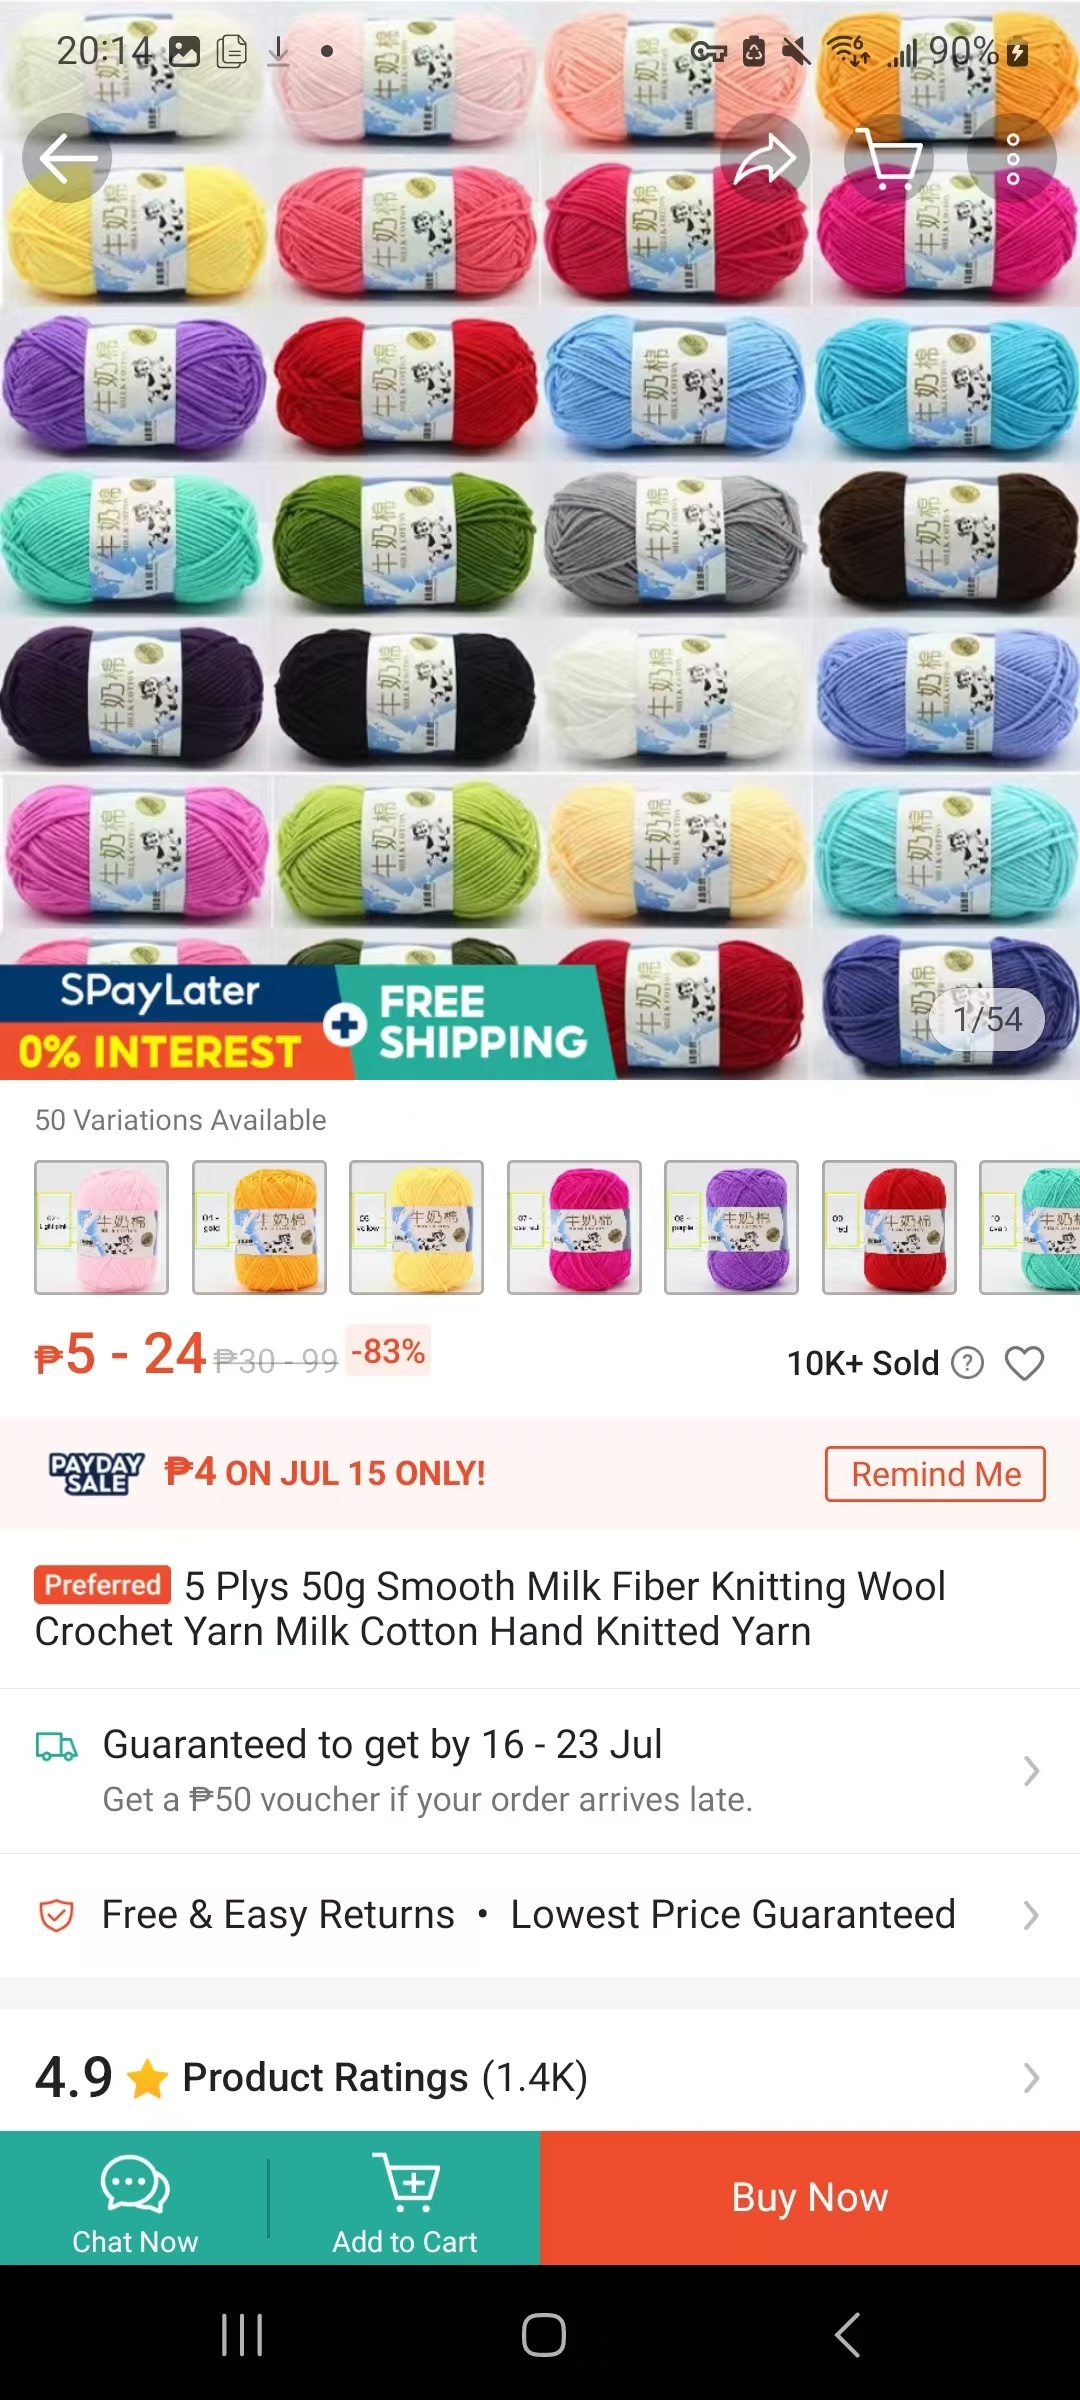 20:14
90%
牛奶棉
MILK COTTON
SPayLater
0% INTEREST
FREE
SHIPPING
1/54
50 Variations Available
₱5 - 24 ₱30 - 99 -83%
10K+ Sold ?
PAYDAY
SALE
₱4 ON JUL 15 ONLY!
Remind Me
Preferred 5 Plys 50g Smooth Milk Fiber Knitting Wool
Crochet Yarn Milk Cotton Hand Knitted Yarn
Guaranteed to get by 16 - 23 Jul
Get a ₱50 voucher if your order arrives late.
Free & Easy Returns • Lowest Price Guaranteed
4.9 Product Ratings (1.4K)
Chat Now
Add to Cart
Buy Now